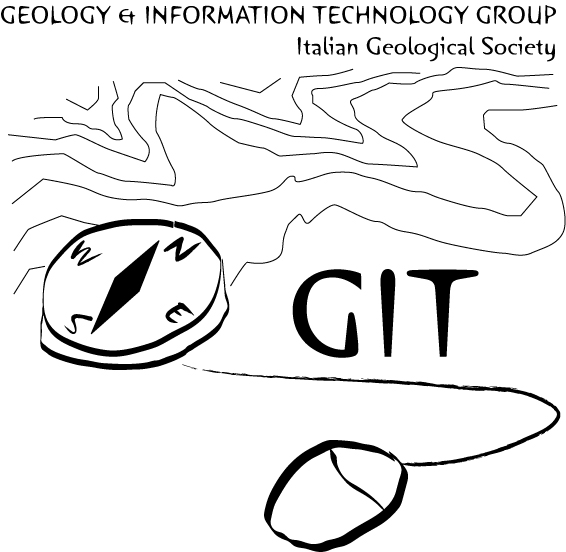 GEOLOGY & INFORMATION TECHNOLOGY GROUP
Italian Geological Society
W N
S E
GIT